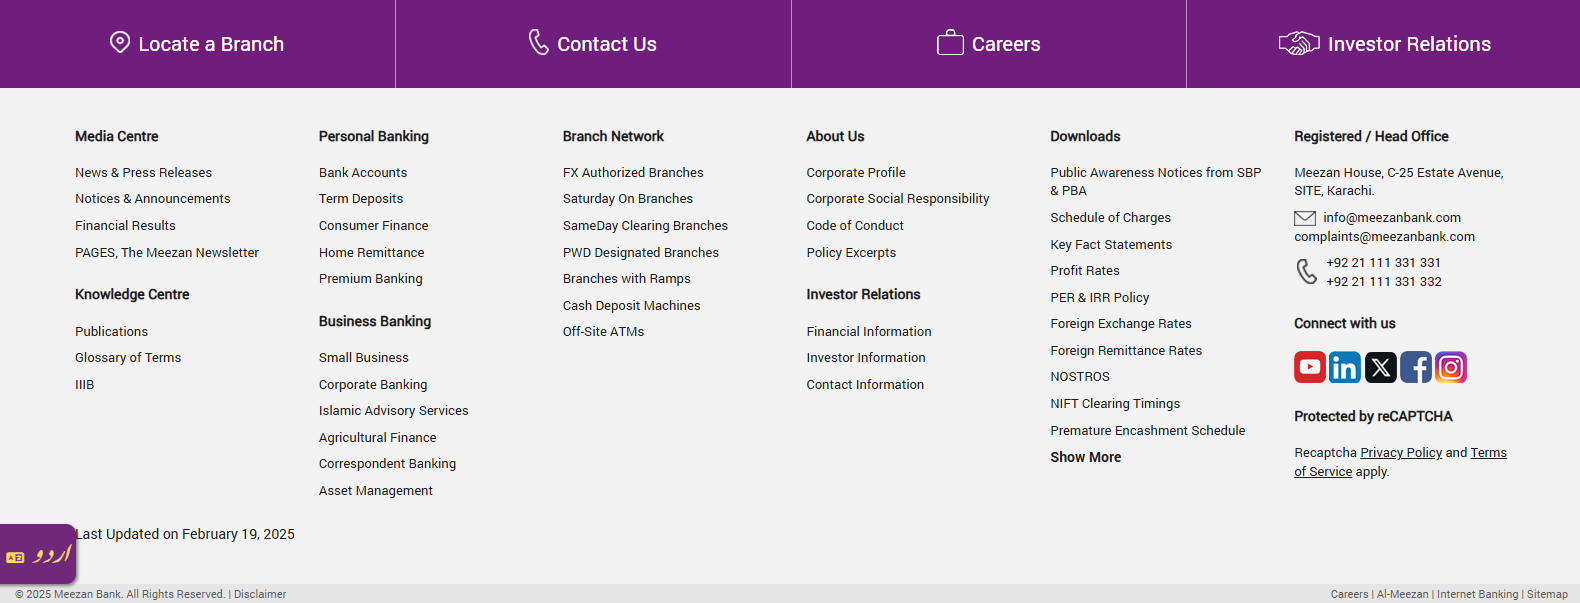 Locate a Branch
Contact Us
Careers
Investor Relations
Media Centre
News & Press Releases
Notices & Announcements
Financial Results
PAGES, The Meezan Newsletter
Knowledge Centre
Publications
Glossary of Terms
IIIB
Personal Banking
Bank Accounts
Term Deposits
Consumer Finance
Home Remittance
Premium Banking
Business Banking
Small Business
Corporate Banking
Islamic Advisory Services
Agricultural Finance
Correspondent Banking
Asset Management
Branch Network
FX Authorized Branches
Saturday On Branches
SameDay Clearing Branches
PWD Designated Branches
Branches with Ramps
Cash Deposit Machines
Off-Site ATMs
About Us
Corporate Profile
Corporate Social Responsibility
Code of Conduct
Policy Excerpts
Investor Relations
Financial Information
Investor Information
Contact Information
Downloads
Public Awareness Notices from SBP
& PBA
Schedule of Charges
Key Fact Statements
Profit Rates
PER & IRR Policy
Foreign Exchange Rates
Foreign Remittance Rates
NOSTROS
NIFT Clearing Timings
Premature Encashment Schedule
Show More
Registered / Head Office
Meezan House, C-25 Estate Avenue,
SITE, Karachi.
info@meezanbank.com
complaints@meezanbank.com
+92 21 111 331 331
+92 21 111 331 332
Connect with us
Protected by reCAPTCHA
Recaptcha Privacy Policy and Terms
of Service apply.
Last Updated on February 19, 2025
اردو
© 2025 Meezan Bank. All Rights Reserved. | Disclaimer
Careers | Al-Meezan | Internet Banking | Sitemap